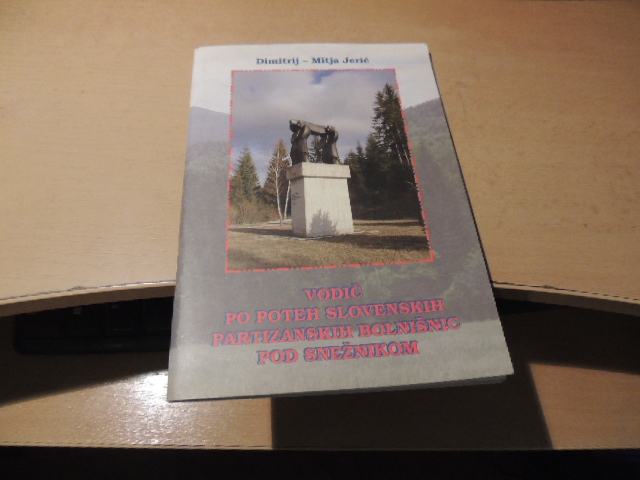 Dimitrij – Mitja Jerič
VODIČ
PO POTEH SLOVENSKIH
PARTIZANSKIH BOLNIŠNIC
POD SNEŽNIKOM